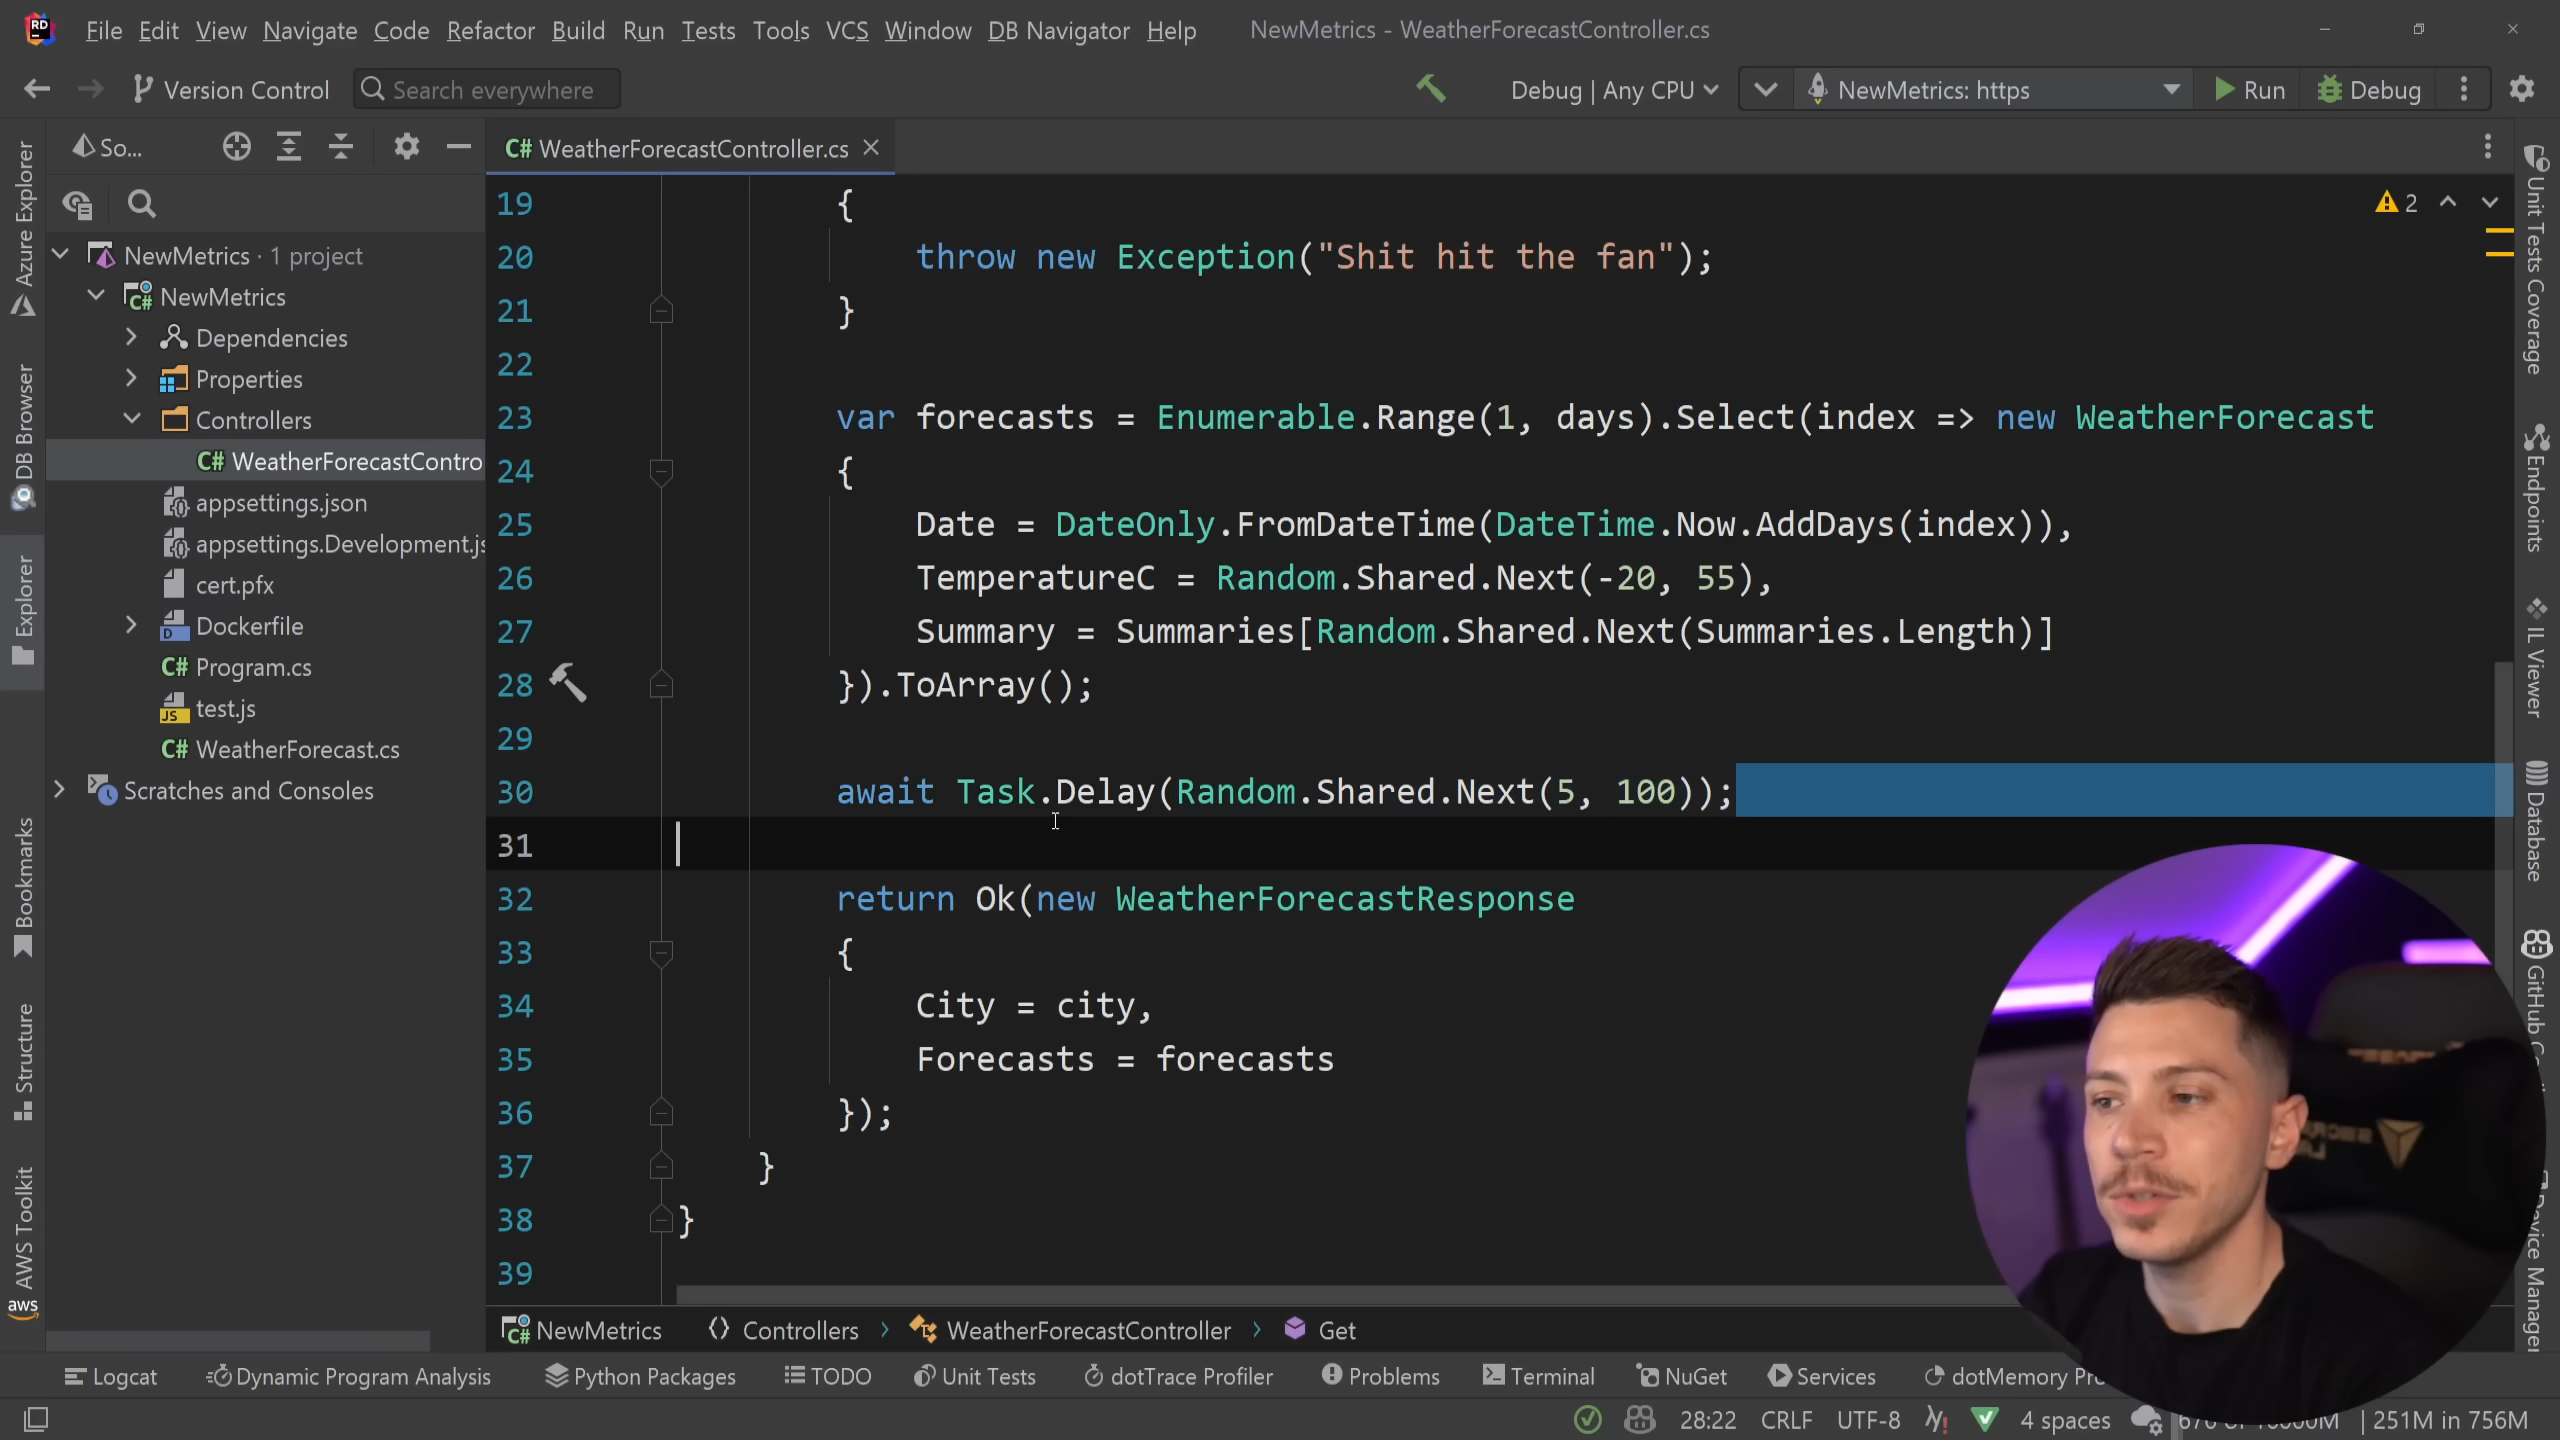 RD
File Edit View Navigate Code Refactor Build Run Tests Tools VCS Window DB Navigator Help
NewMetrics - WeatherForecastController.cs
Version Control
Search everywhere
Debug | Any CPU
NewMetrics: https
Run
Debug
So...
C# WeatherForecastController.cs
Azure Explorer
DB Browser
Explorer
Bookmarks
Structure
AWS Toolkit
aws
NewMetrics · 1 project
C# NewMetrics
Dependencies
Properties
Controllers
C# WeatherForecastContro
appsettings.json
appsettings.Development.js
cert.pfx
Dockerfile
C# Program.cs
JS test.js
C# WeatherForecast.cs
Scratches and Consoles
2
19 {
20 throw new Exception("Shit hit the fan");
21 }
22
23 var forecasts = Enumerable.Range(1, days).Select(index => new WeatherForecast
24 {
25 Date = DateOnly.FromDateTime(DateTime.Now.AddDays(index)),
26 TemperatureC = Random.Shared.Next(-20, 55),
27 Summary = Summaries[Random.Shared.Next(Summaries.Length)]
28 }).ToArray();
29
30 await Task.Delay(Random.Shared.Next(5, 100));
31
32 return Ok(new WeatherForecastResponse
33 {
34 City = city,
35 Forecasts = forecasts
36 });
37 }
38 }
39
Unit Tests Coverage
Endpoints
IL Viewer
Database
GitHub
Device Manager
C# NewMetrics
Controllers
WeatherForecastController
Get
Logcat
Dynamic Program Analysis
Python Packages
TODO
Unit Tests
dotTrace Profiler
Problems
Terminal
NuGet
Services
dotMemory
28:22
CRLF
UTF-8
4 spaces
251M in 756M